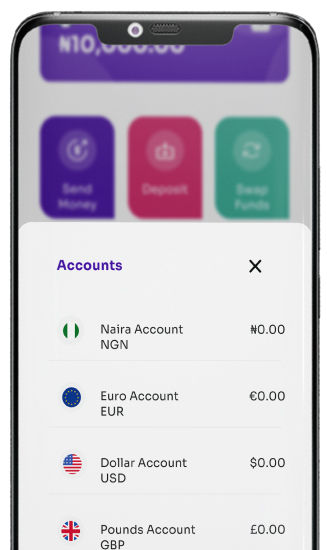 ₦10,000.00
Send
Money
Deposit
Swap
Funds
Accounts
Naira Account
NGN
₦0.00
Euro Account
EUR
€0.00
Dollar Account
USD
$0.00
Pounds Account
GBP
£0.00